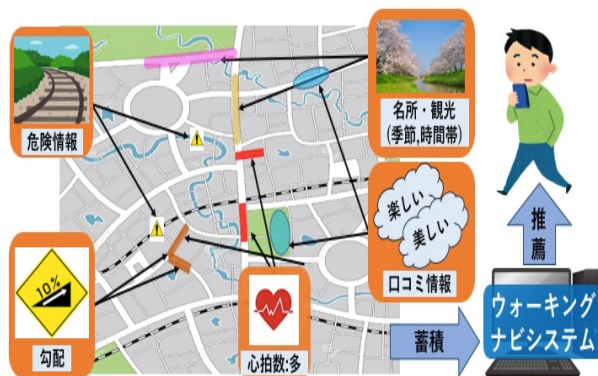 危険情報
名所・観光
(季節,時間帯)
楽しい
美しい
口コミ情報
10%
勾配
心拍数:多
蓄積
推薦
ウォーキング
ナビシステム